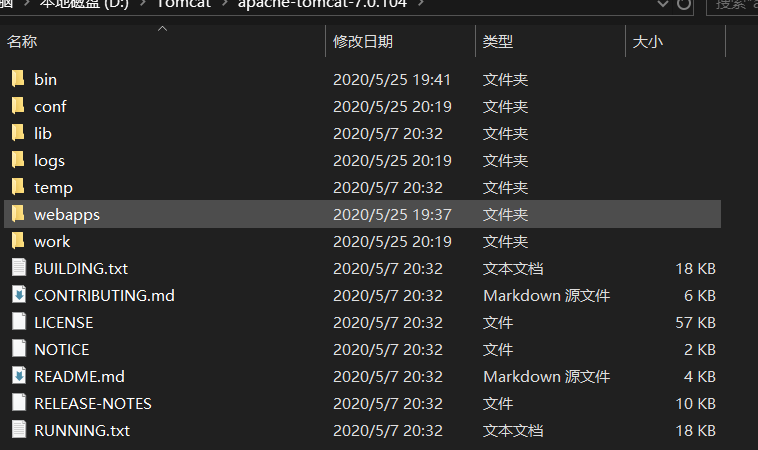 脑 › 本地磁盘 (D:) › Tomcat › apache-tomcat-7.0.104 › 搜索"a
名称 修改日期 类型 大小
bin 2020/5/25 19:41 文件夹
conf 2020/5/25 20:19 文件夹
lib 2020/5/7 20:32 文件夹
logs 2020/5/25 20:19 文件夹
temp 2020/5/7 20:32 文件夹
webapps 2020/5/25 19:37 文件夹
work 2020/5/25 20:19 文件夹
BUILDING.txt 2020/5/7 20:32 文本文档 18 KB
CONTRIBUTING.md 2020/5/7 20:32 Markdown 源文件 6 KB
LICENSE 2020/5/7 20:32 文件 57 KB
NOTICE 2020/5/7 20:32 文件 2 KB
README.md 2020/5/7 20:32 Markdown 源文件 4 KB
RELEASE-NOTES 2020/5/7 20:32 文件 10 KB
RUNNING.txt 2020/5/7 20:32 文本文档 18 KB